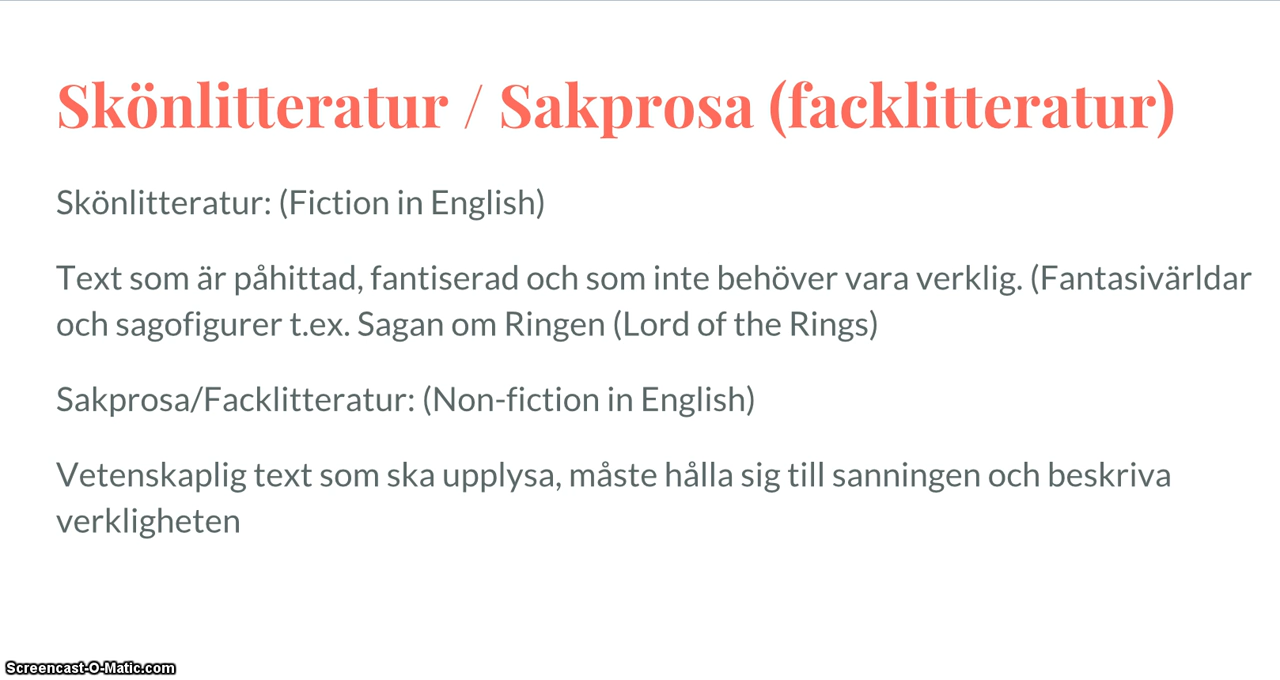 Skönlitteratur / Sakprosa (facklitteratur)
Skönlitteratur: (Fiction in English)
Text som är påhittad, fantiserad och som inte behöver vara verklig. (Fantasivärldar
och sagofigurer t.ex. Sagan om Ringen (Lord of the Rings)
Sakprosa/Facklitteratur: (Non-fiction in English)
Vetenskaplig text som ska upplysa, måste hålla sig till sanningen och beskriva
verkligheten
Screencast-O-Matic.com